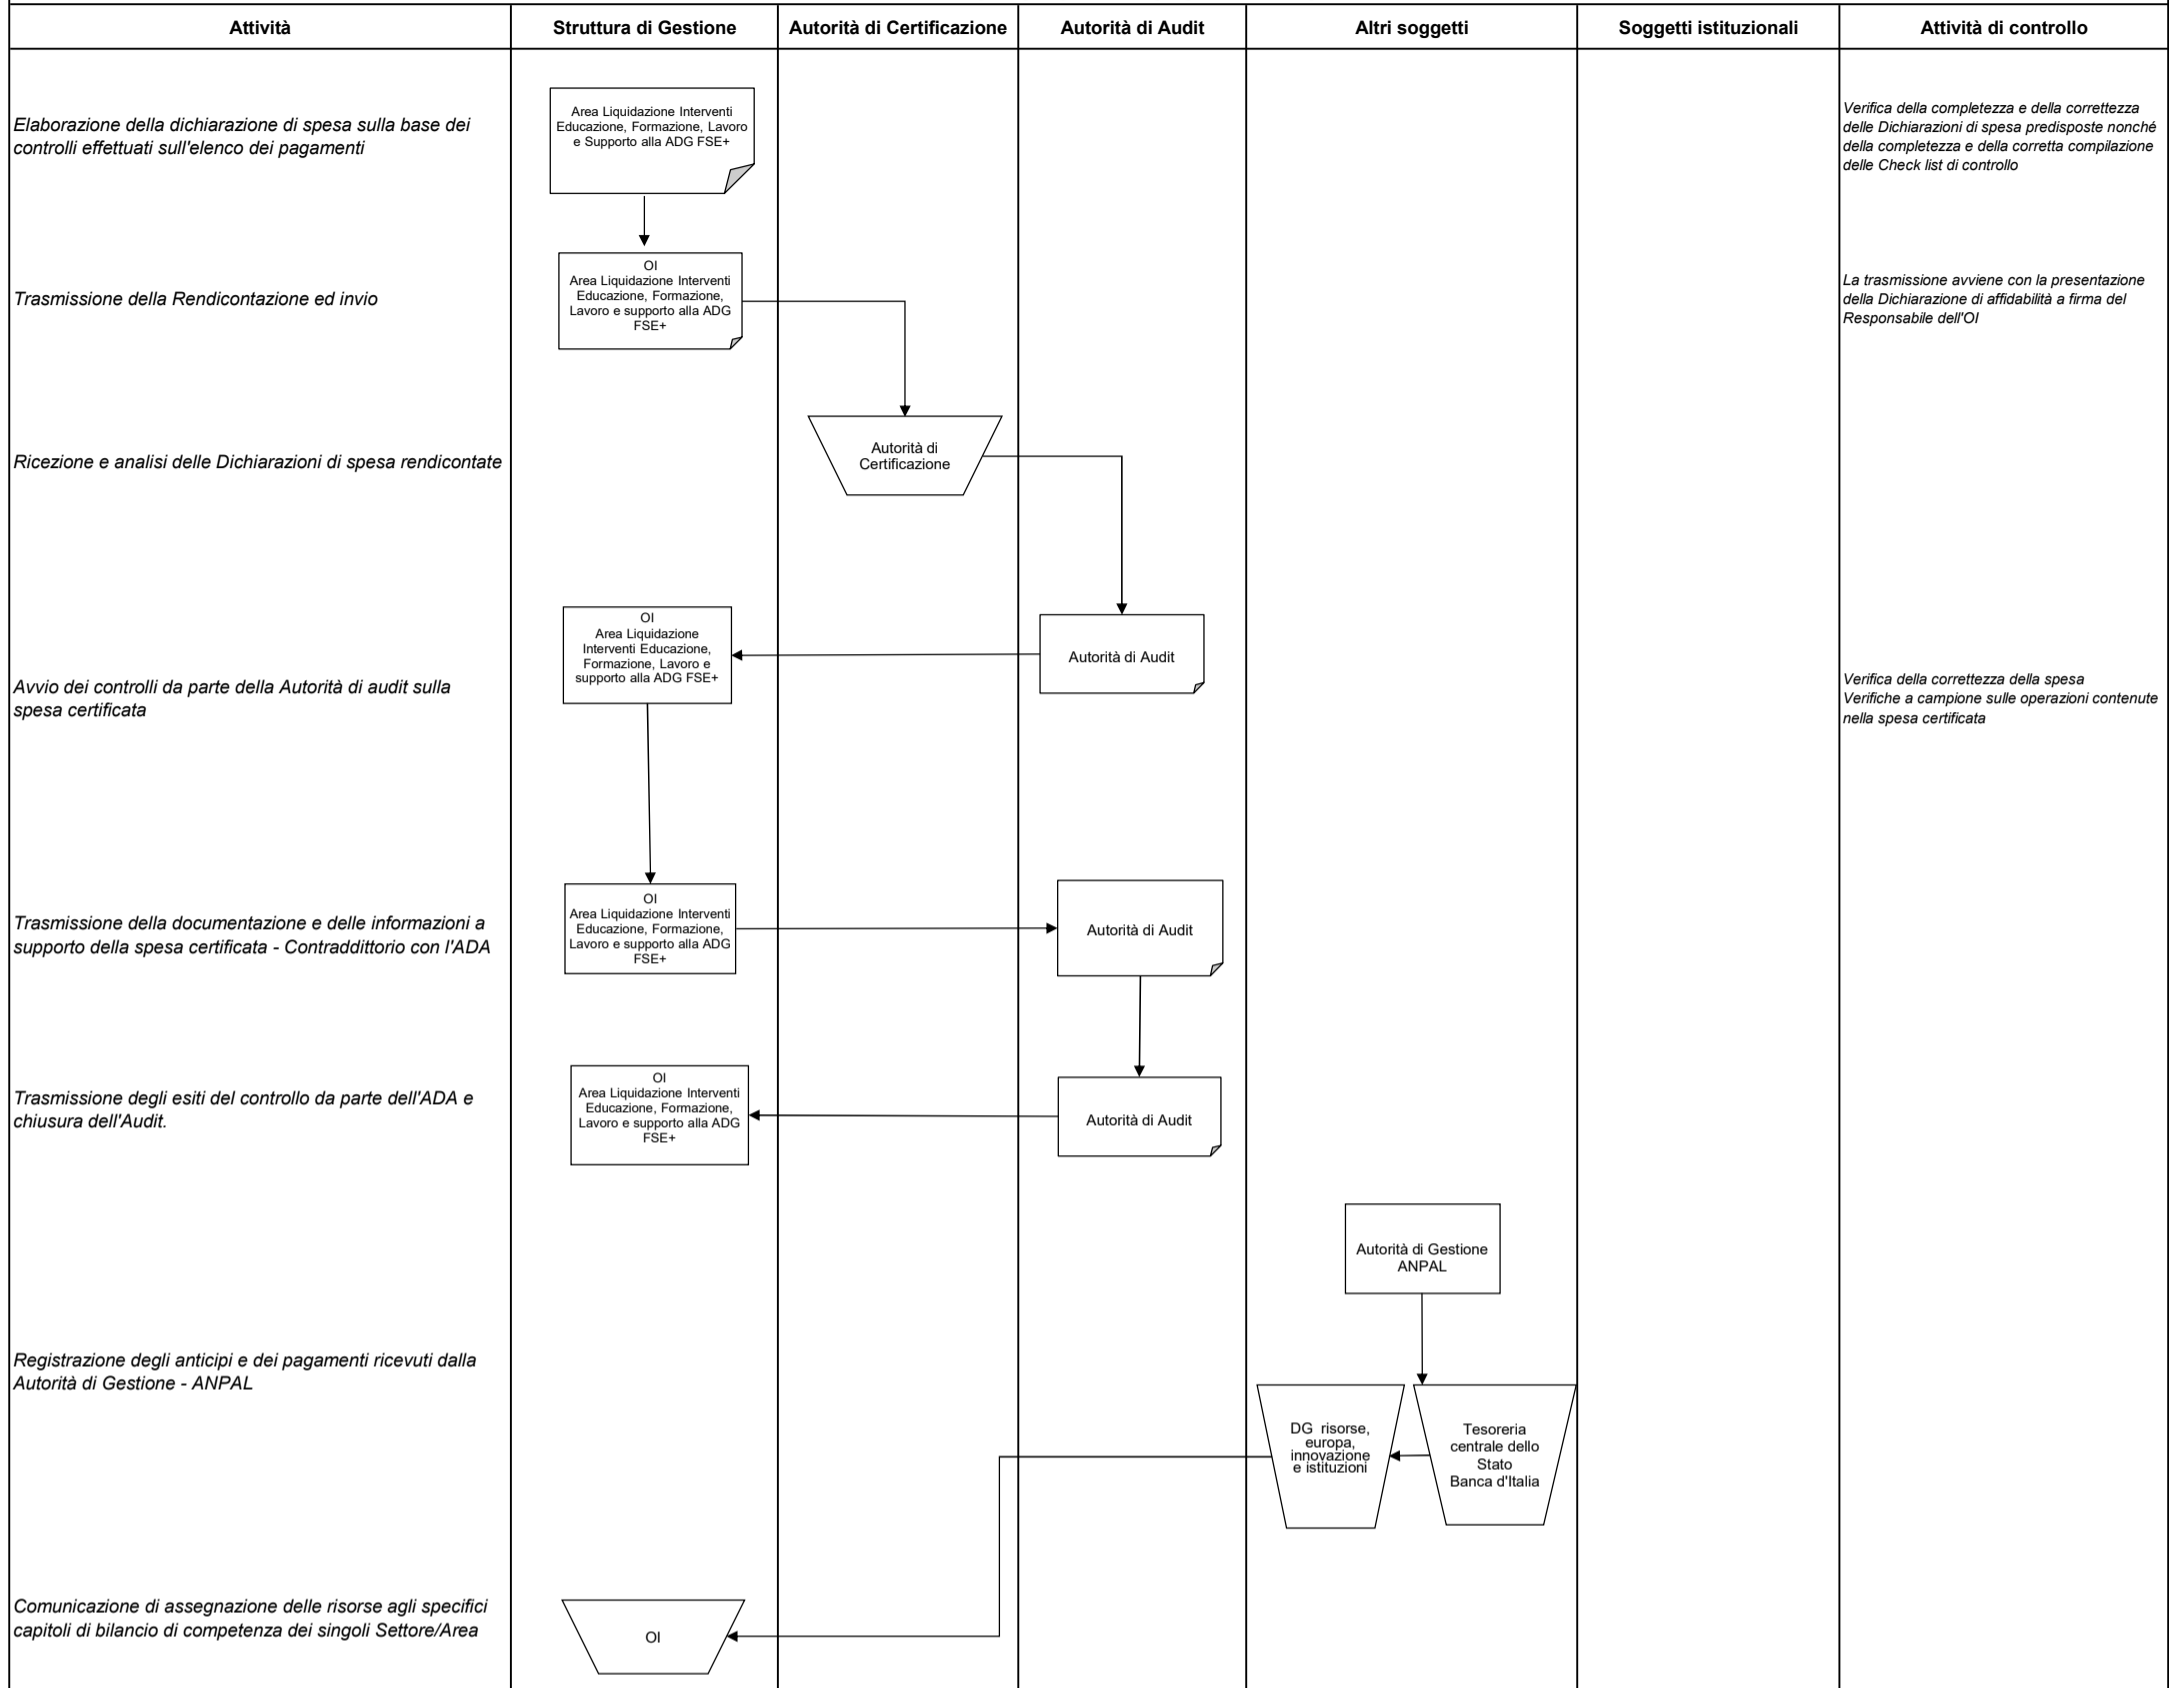 Attività
Struttura di Gestione
Autorità di Certificazione
Autorità di Audit
Altri soggetti
Soggetti istituzionali
Attività di controllo
Elaborazione della dichiarazione di spesa sulla base dei
controlli effettuati sull'elenco dei pagamenti
Area Liquidazione Interventi
Educazione, Formazione, Lavoro
e Supporto alla ADG FSE+
Verifica della completezza e della correttezza
delle Dichiarazioni di spesa predisposte nonché
della completezza e della corretta compilazione
delle Check list di controllo
Trasmissione della Rendicontazione ed invio
OI
Area Liquidazione Interventi
Educazione, Formazione,
Lavoro e supporto alla ADG
FSE+
La trasmissione avviene con la presentazione
della Dichiarazione di affidabilità a firma del
Responsabile dell'OI
Ricezione e analisi delle Dichiarazioni di spesa rendicontate
Autorità di
Certificazione
Avvio dei controlli da parte della Autorità di audit sulla
spesa certificata
OI
Area Liquidazione
Interventi Educazione,
Formazione, Lavoro e
supporto alla ADG FSE+
Autorità di Audit
Verifica della correttezza della spesa
Verifiche a campione sulle operazioni contenute
nella spesa certificata
Trasmissione della documentazione e delle informazioni a
supporto della spesa certificata - Contraddittorio con l'ADA
OI
Area Liquidazione Interventi
Educazione, Formazione,
Lavoro e supporto alla ADG
FSE+
Autorità di Audit
Trasmissione degli esiti del controllo da parte dell'ADA e
chiusura dell'Audit.
OI
Area Liquidazione Interventi
Educazione, Formazione,
Lavoro e supporto alla ADG
FSE+
Autorità di Audit
Autorità di Gestione
ANPAL
Registrazione degli anticipi e dei pagamenti ricevuti dalla
Autorità di Gestione - ANPAL
DG risorse,
europa,
innovazione
e istituzioni
Tesoreria
centrale dello
Stato
Banca d'Italia
Comunicazione di assegnazione delle risorse agli specifici
capitoli di bilancio di competenza dei singoli Settore/Area
OI